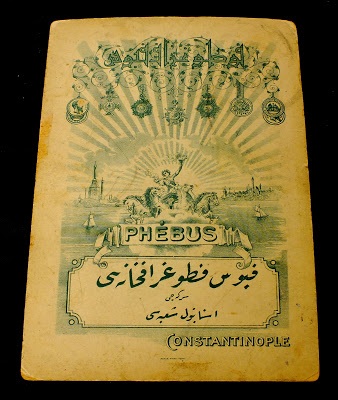 PHÉBUS
فبوس فطوغرافخانه سی
سركجی
استانبول شعبه سی
CONSTANTINOPLE